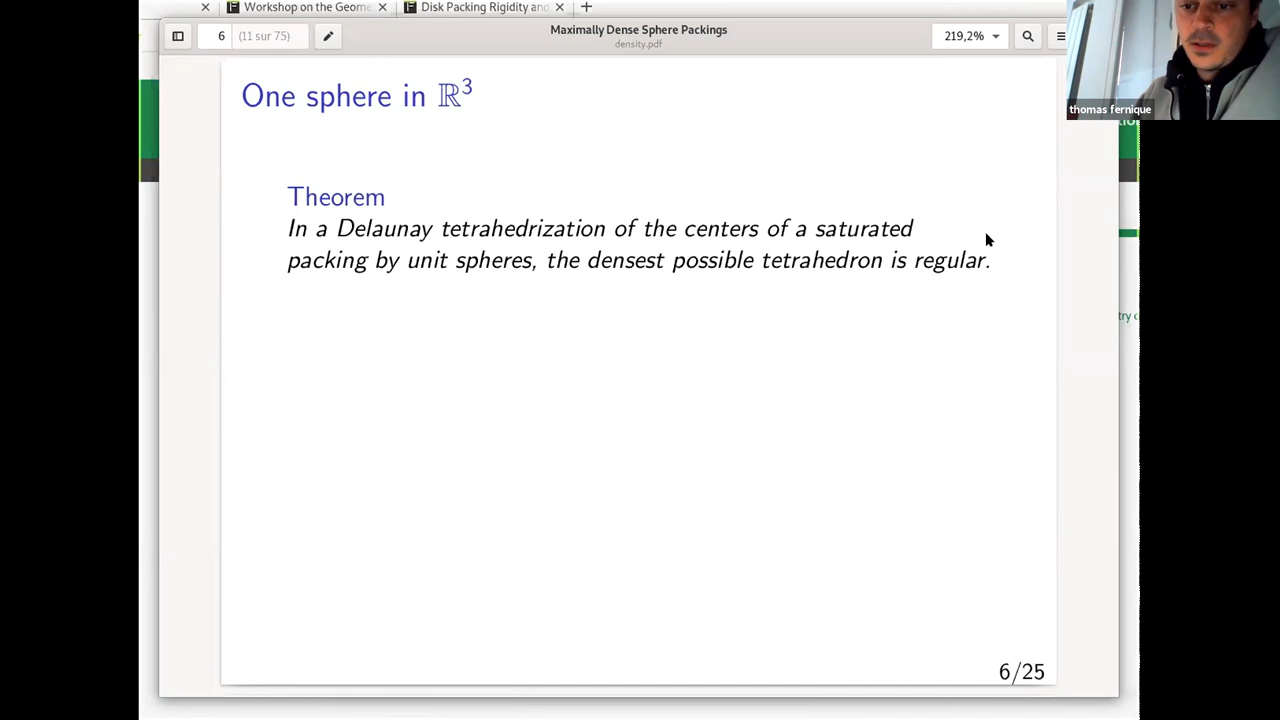 Workshop on the Geome
Disk Packing Rigidity and
6 (11 sur 75)
Maximally Dense Sphere Packings
density.pdf
219,2%
thomas fernique
One sphere in ℝ³
Theorem
In a Delaunay tetrahedrization of the centers of a saturated
packing by unit spheres, the densest possible tetrahedron is regular.
try
6/25